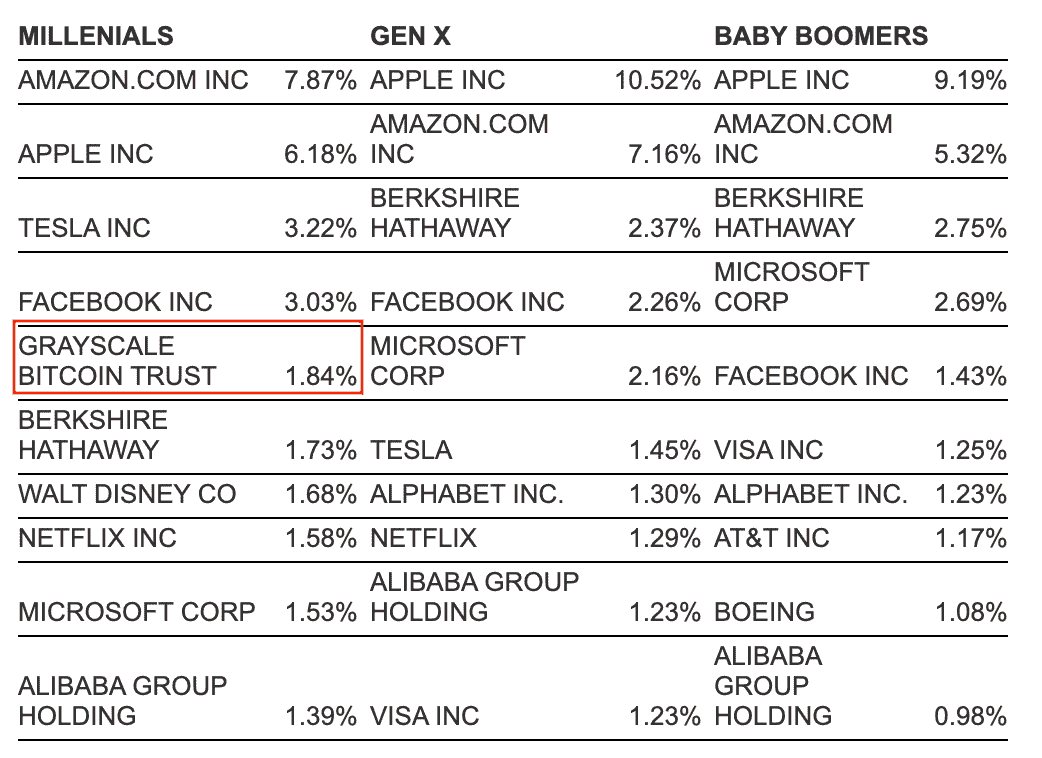 MILLENIALS GEN X BABY BOOMERS
AMAZON.COM INC 7.87% APPLE INC 10.52% APPLE INC 9.19%
AMAZON.COM AMAZON.COM
APPLE INC 6.18% INC 7.16% INC 5.32%
BERKSHIRE BERKSHIRE
TESLA INC 3.22% HATHAWAY 2.37% HATHAWAY 2.75%
MICROSOFT
FACEBOOK INC 3.03% FACEBOOK INC 2.26% CORP 2.69%
GRAYSCALE MICROSOFT
BITCOIN TRUST 1.84% CORP 2.16% FACEBOOK INC 1.43%
BERKSHIRE
HATHAWAY 1.73% TESLA 1.45% VISA INC 1.25%
WALT DISNEY CO 1.68% ALPHABET INC. 1.30% ALPHABET INC. 1.23%
NETFLIX INC 1.58% NETFLIX 1.29% AT&T INC 1.17%
ALIBABA GROUP
MICROSOFT CORP 1.53% HOLDING 1.23% BOEING 1.08%
ALIBABA
ALIBABA GROUP GROUP
HOLDING 1.39% VISA INC 1.23% HOLDING 0.98%